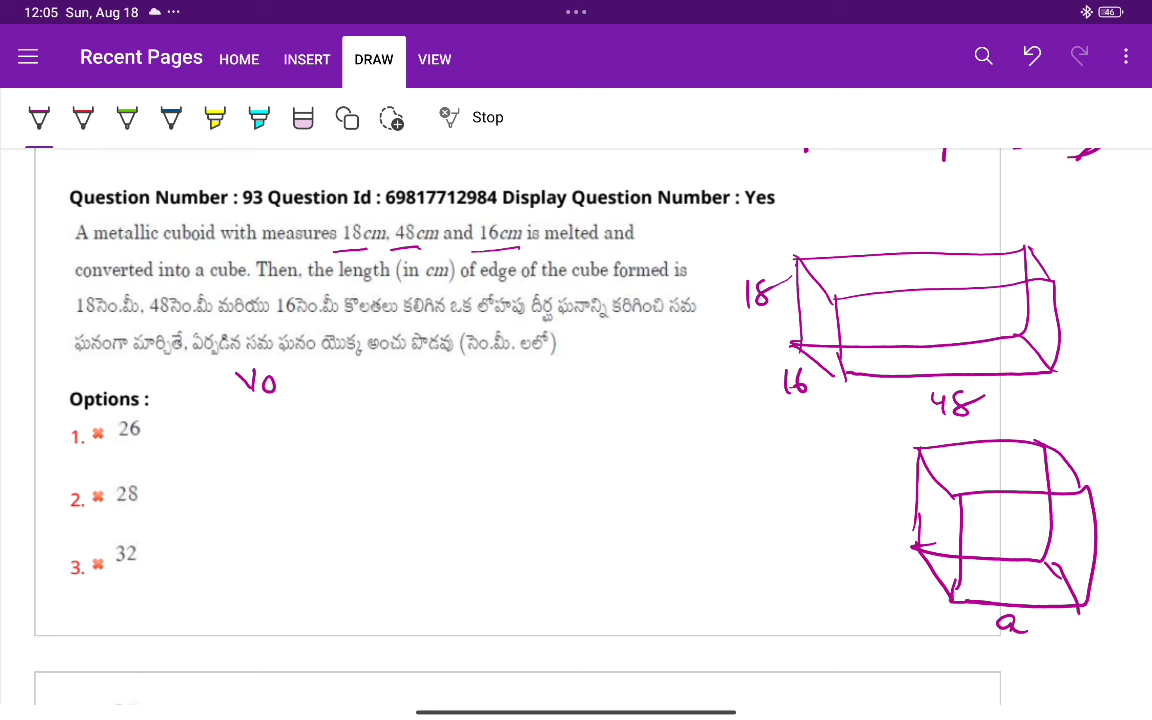 12:05 Sun, Aug 18
46
Recent Pages HOME INSERT DRAW VIEW
Stop
Question Number : 93 Question Id : 69817712984 Display Question Number : Yes
A metallic cuboid with measures 18cm, 48cm and 16cm is melted and
converted into a cube. Then, the length (in cm) of edge of the cube formed is
18సెం.మీ, 48సెం.మీ మరియు 16సెం.మీ కొలతలు కలిగిన ఒక లోహపు దీర్ఘ ఘనాన్ని కరిగించి సమ
ఘనంగా మార్చితే, ఏర్పడిన సమ ఘనం యొక్క అంచు పొడవు (సెం.మీ. లలో)
18
16
48
Vo
Options :
1. 26
2. 28
3. 32
a